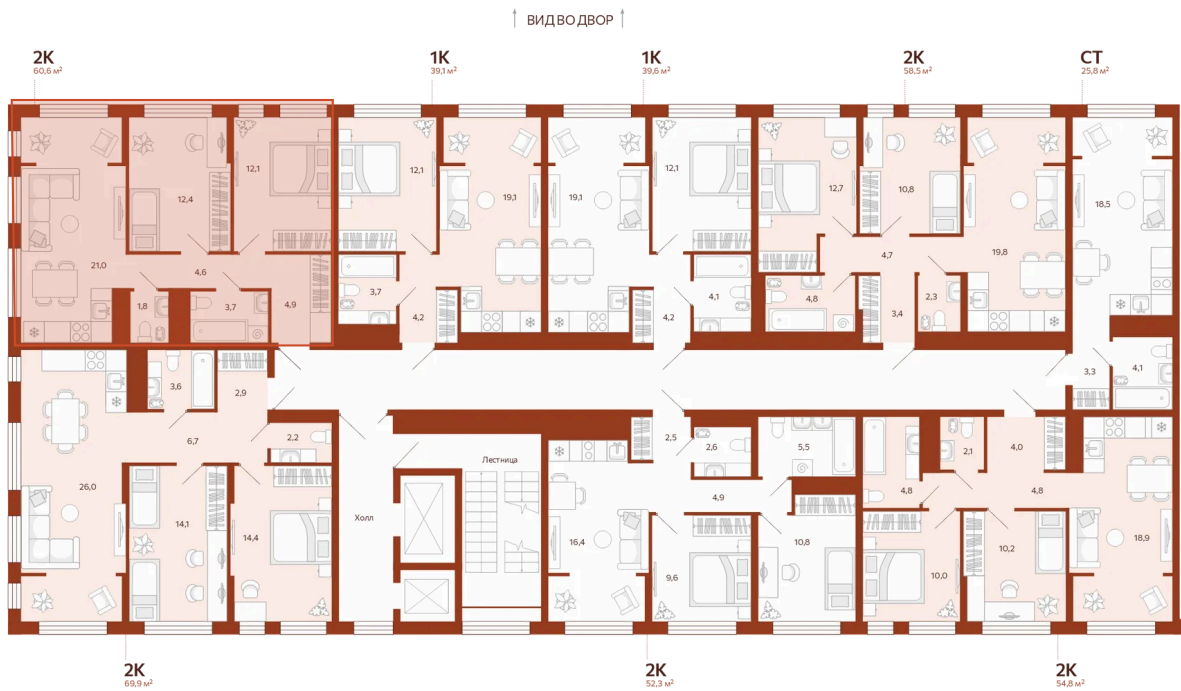 ВИД ВО ДВОР
2К
60,6 м²
1К
39,1 м²
1К
39,6 м²
2К
58,5 м²
СТ
25,8 м²
12,4
12,1
21,0
4,6
1,8
3,7
4,9
12,1
19,1
3,7
4,2
19,1
12,1
4,1
4,2
12,7
10,8
4,7
19,8
4,8
2,3
3,4
18,5
3,3
4,1
3,6
2,9
6,7
2,2
26,0
14,1
14,4
Холл
Лестница
2,5
2,6
5,5
4,9
16,4
9,6
10,8
4,8
2,1
4,0
4,8
10,0
10,2
18,9
2К
69,9 м²
2К
52,3 м²
2К
54,8 м²